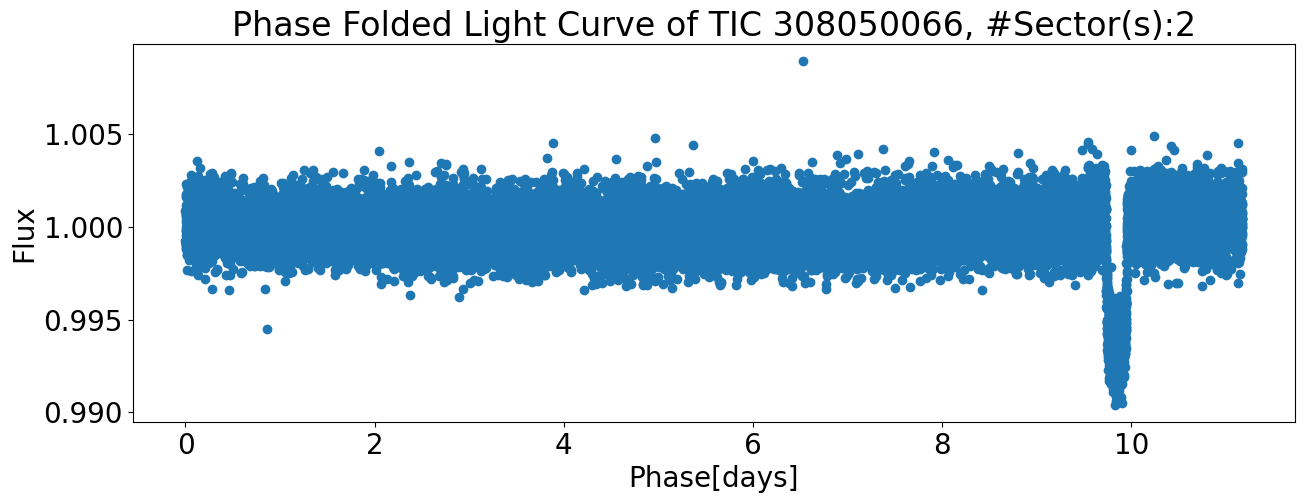 Phase Folded Light Curve of TIC 308050066, #Sector(s):2
Flux
1.005
1.000
0.995
0.990
0 2 4 6 8 10
Phase[days]